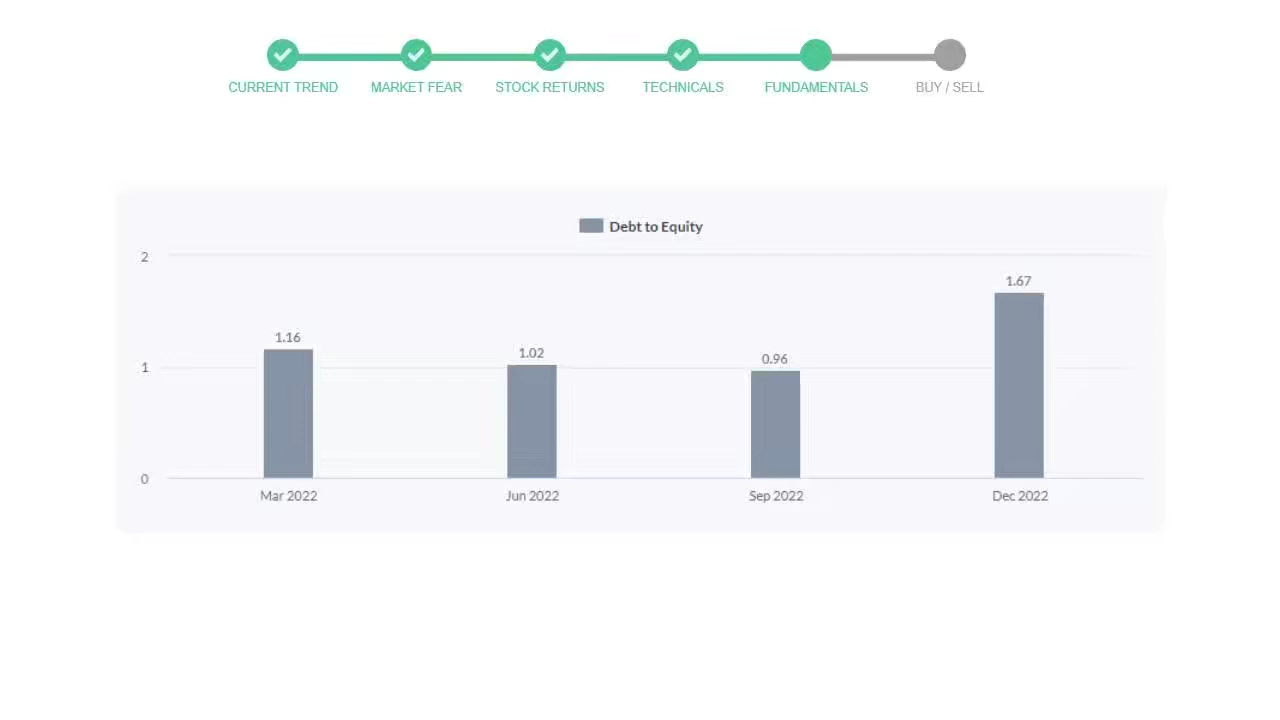 CURRENT TREND MARKET FEAR STOCK RETURNS TECHNICALS FUNDAMENTALS BUY / SELL
Debt to Equity
2
1.67
1.16
1.02
0.96
1
0
Mar 2022 Jun 2022 Sep 2022 Dec 2022